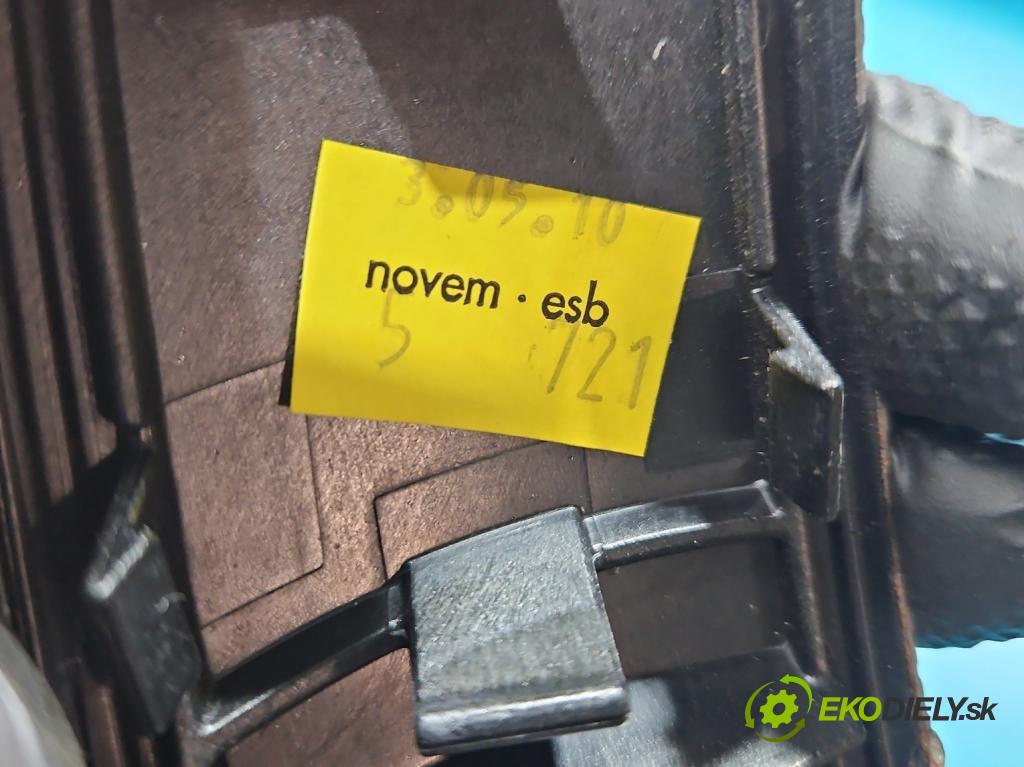 3.05.10
novem · esb
5 721
EKODIELY.sk